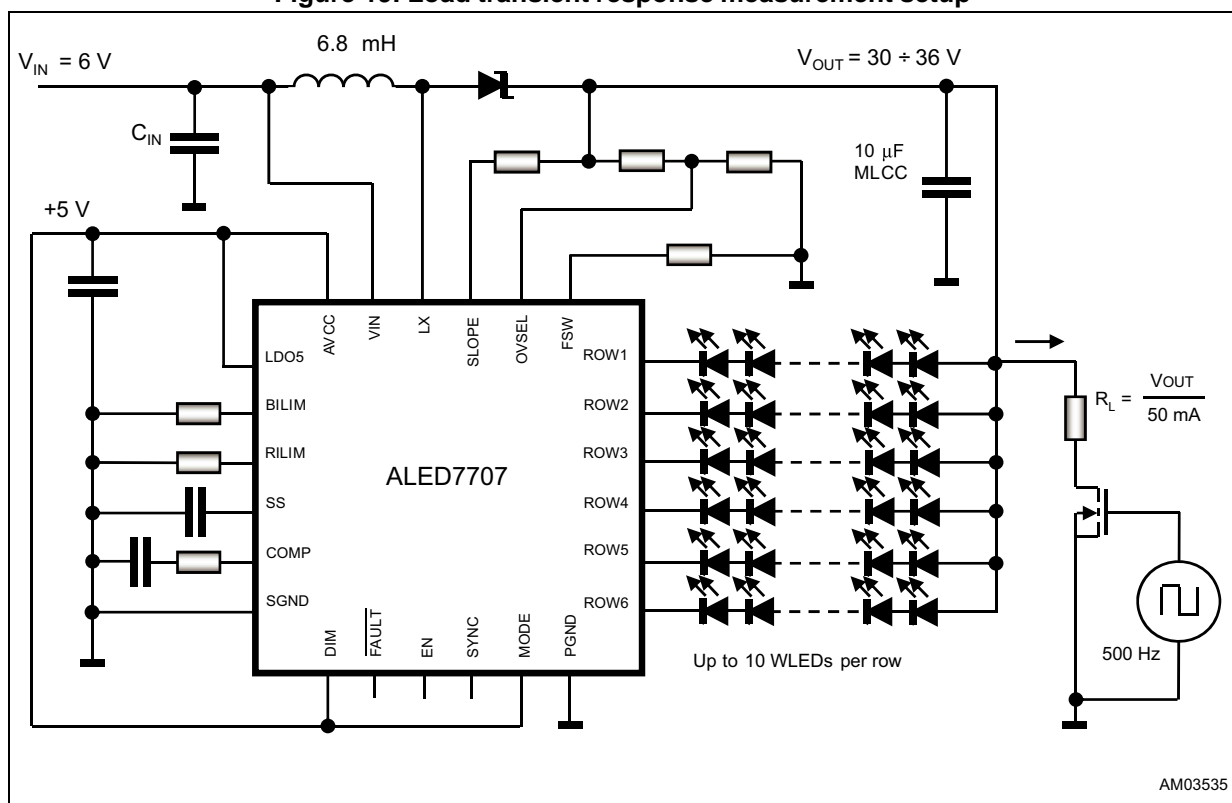 Figure Load transient response measurement setup
V_IN = 6 V
6.8 mH
V_OUT = 30 ÷ 36 V
C_IN
10 μF
MLCC
+5 V
AVCC
VIN
LX
SLOPE
OVSEL
FSW
LDO5
BILIM
RILIM
SS
COMP
SGND
ALED7707
ROW1
ROW2
ROW3
ROW4
ROW5
ROW6
DIM
FAULT
EN
SYNC
MODE
PGND
R_L = VOUT
50 mA
Up to 10 WLEDs per row
500 Hz
AM03535